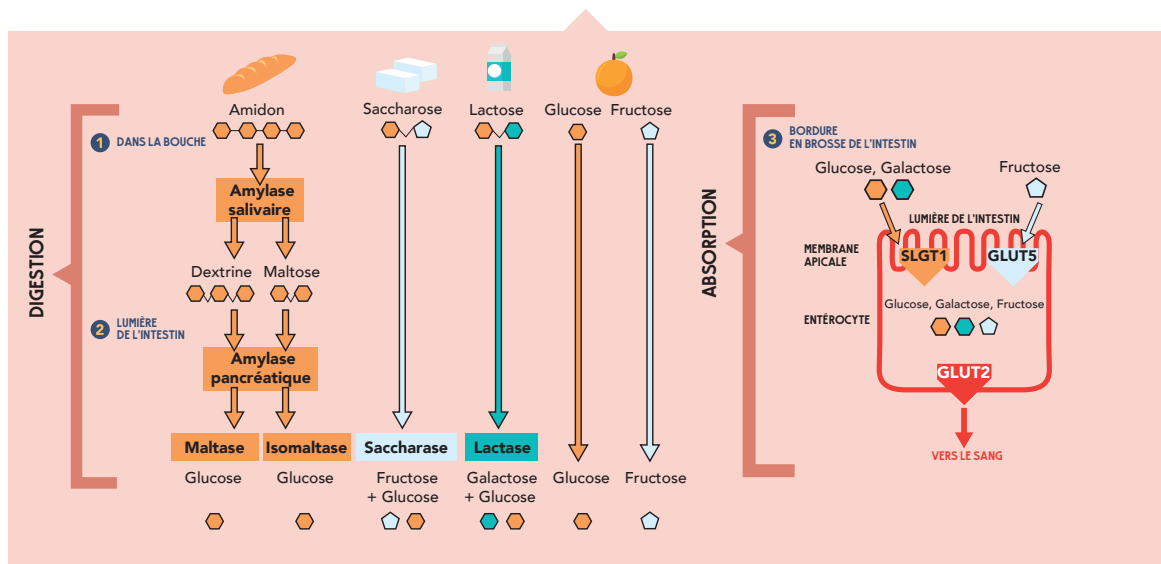 Amidon
Saccharose
Lactose
Glucose
Fructose
DIGESTION
1
DANS LA BOUCHE
Amylase
salivaire
Dextrine
Maltose
2
LUMIÈRE
DE L'INTESTIN
Amylase
pancréatique
Maltase
Isomaltase
Saccharase
Lactase
Glucose
Glucose
Fructose
+ Glucose
Galactose
+ Glucose
Glucose
Fructose
ABSORPTION
3
BORDURE
EN BROSSE DE L'INTESTIN
Glucose, Galactose
Fructose
LUMIÈRE DE L'INTESTIN
MEMBRANE
APICALE
SLGT1
GLUT5
Glucose, Galactose, Fructose
ENTÉROCYTE
GLUT2
VERS LE SANG